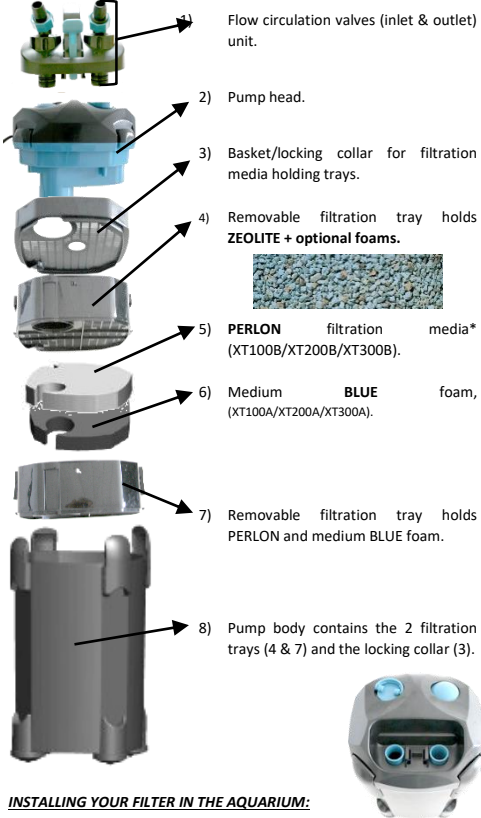 1) Flow circulation valves (inlet & outlet)
unit.
2) Pump head.
3) Basket/locking collar for filtration
media holding trays.
4) Removable filtration tray holds
ZEOLITE + optional foams.
5) PERLON filtration media*
(XT100B/XT200B/XT300B).
6) Medium BLUE foam,
(XT100A/XT200A/XT300A).
7) Removable filtration tray holds
PERLON and medium BLUE foam.
8) Pump body contains the 2 filtration
trays (4 & 7) and the locking collar (3).
INSTALLING YOUR FILTER IN THE AQUARIUM: